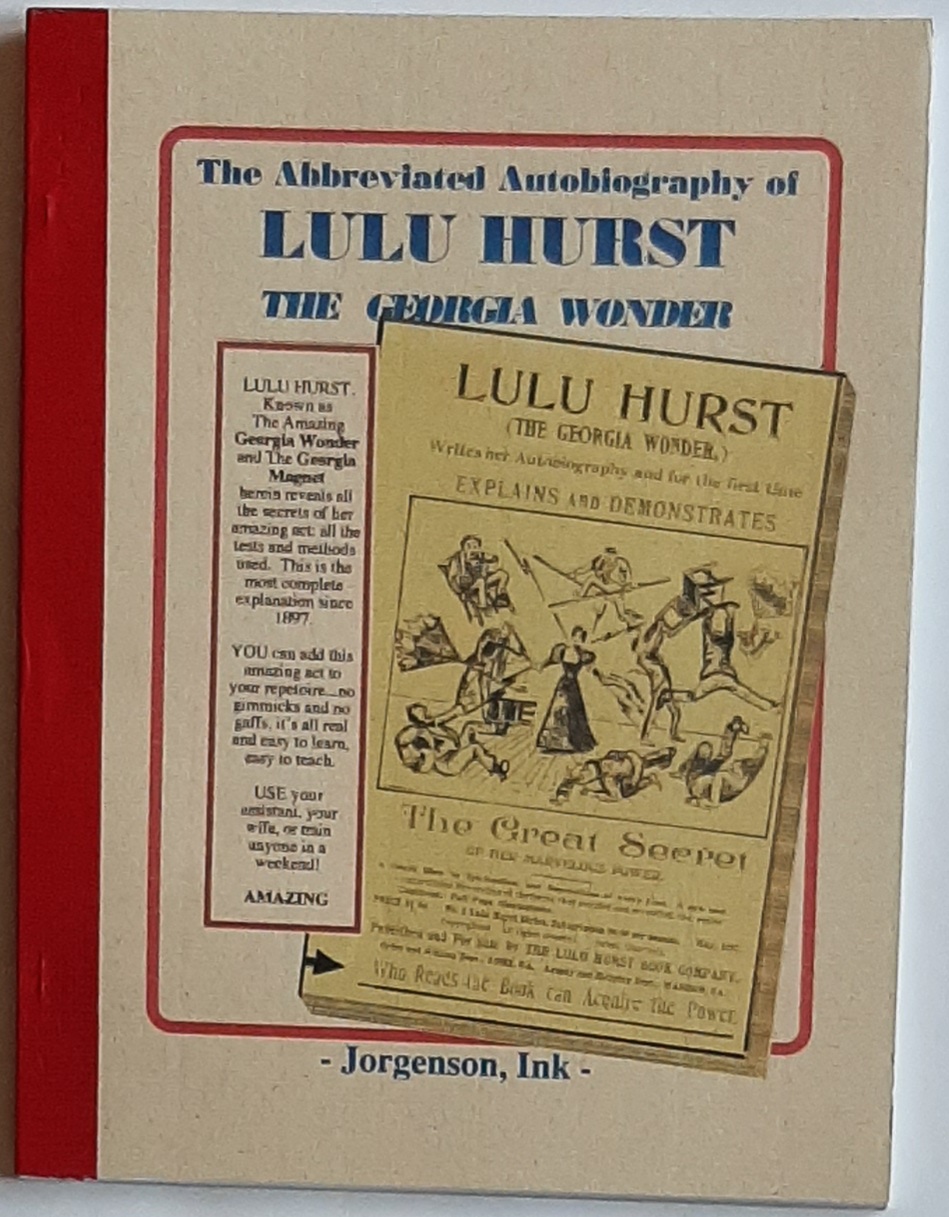 The Abbreviated Autobiography of
LULU HURST
THE GEORGIA WONDER
LULU HURST.
Known as
The Amazing
Georgia Wonder
and The Georgia
Magnet
herein reveals all
the secrets of her
amazing act: all the
tests and methods
used. This is the
most complete
explanation since
1897.
YOU can add this
amazing act to
your repetoire...no
gimmicks and no
gaffs, it's all real
and easy to learn,
easy to teach.
USE your
assistant, your
wife, or train
anyone in a
weekend!
AMAZING
LULU HURST
(THE GEORGIA WONDER,)
Writes her Autobiography and for the first time
EXPLAINS AND DEMONSTRATES
The Great Secret
OF HER MARVELOUS POWER.
Published and For Sale by THE LULU HURST BOOK COMPANY,
Who Reads the Book can Acquire the Power.
- Jorgenson, Ink -